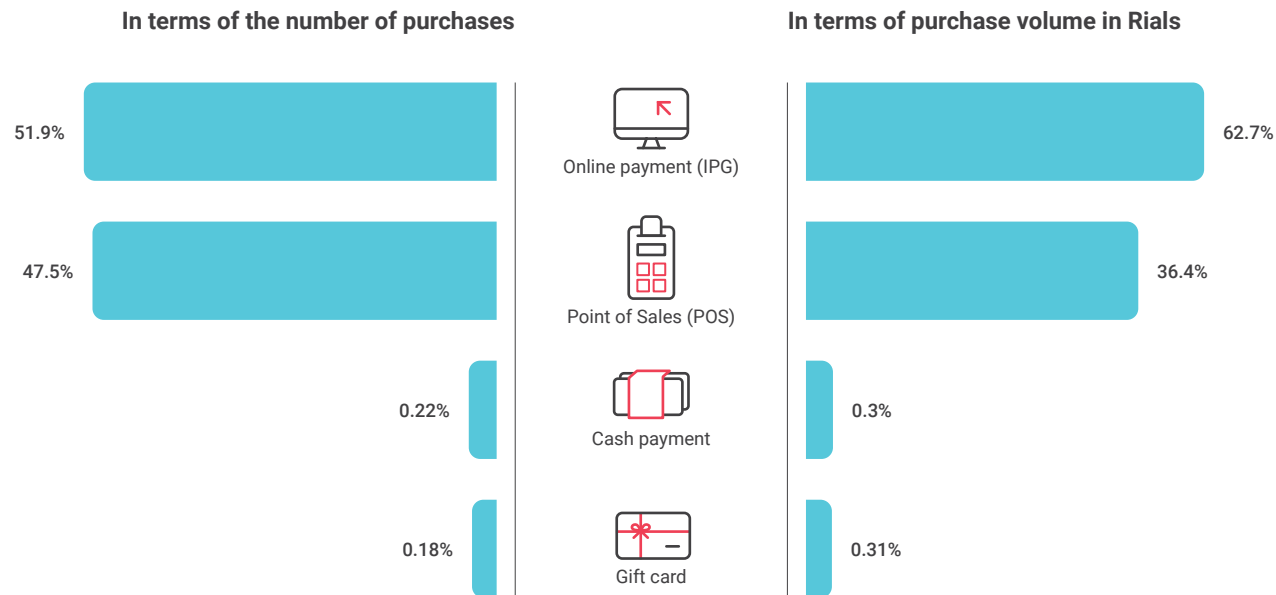 In terms of the number of purchases
In terms of purchase volume in Rials
51.9%
Online payment (IPG)
62.7%
47.5%
Point of Sales (POS)
36.4%
0.22%
Cash payment
0.3%
0.18%
Gift card
0.31%